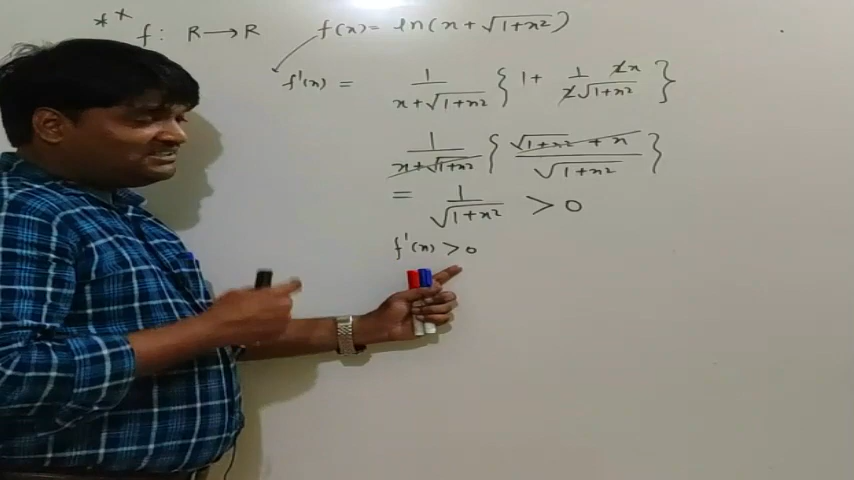 ** f: R→R f(x) = ln(x + √(1+x²))
f'(x) = 1/(x+√(1+x²)) { 1 + 1/(2√(1+x²)) 2x }
1/(x+√(1+x²)) { (√(1+x²) + x)/√(1+x²) }
= 1/√(1+x²) > 0
f'(x) > 0